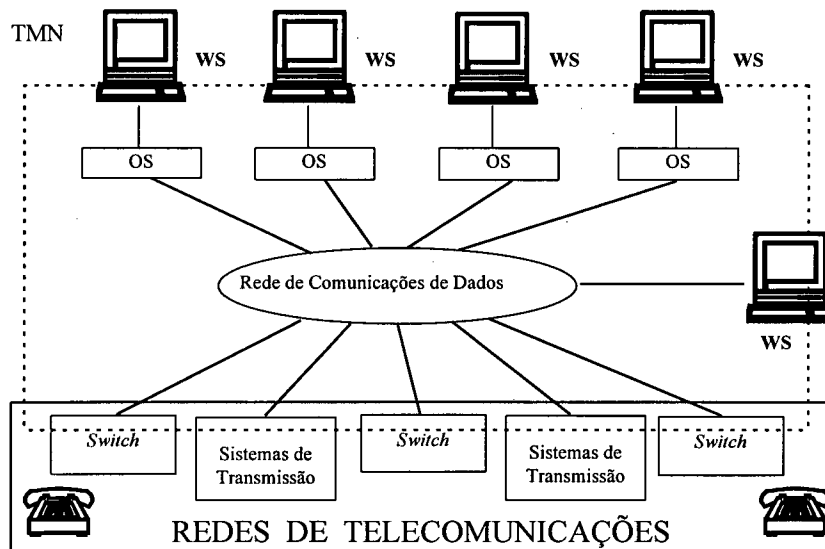 TMN
WS
WS
WS
WS
OS
OS
OS
OS
Rede de Comunicações de Dados
WS
Switch
Sistemas de
Transmissão
Switch
Sistemas de
Transmissão
Switch
REDES DE TELECOMUNICAÇÕES